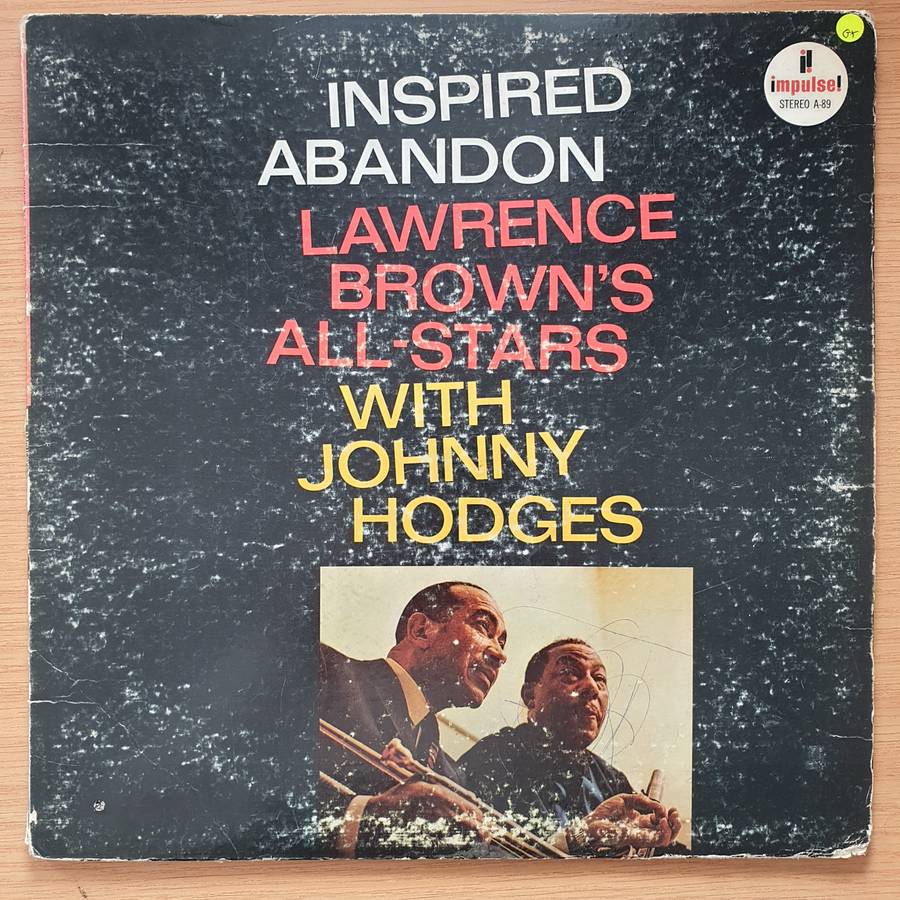 G+
impulse!
STEREO A-89
INSPIRED
ABANDON
LAWRENCE
BROWN'S
ALL-STARS
WITH
JOHNNY
HODGES